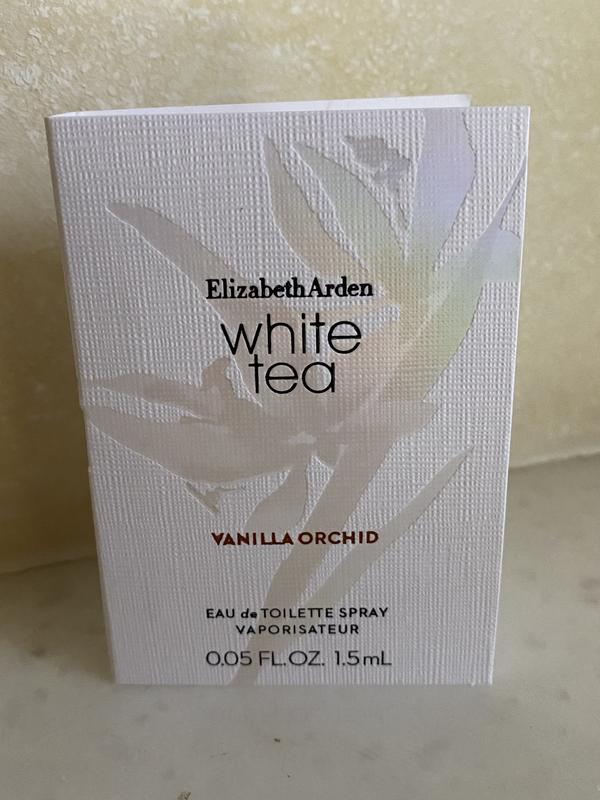 ElizabethArden
white
tea
VANILLA ORCHID
EAU de TOILETTE SPRAY
VAPORISATEUR
0.05 FL.OZ. 1.5mL